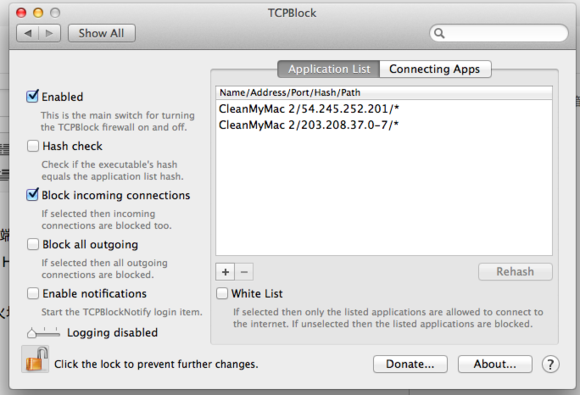 TCPBlock
Show All
Application List
Connecting Apps
Name/Address/Port/Hash/Path
CleanMyMac 2/54.245.252.201/*
CleanMyMac 2/203.208.37.0-7/*
Enabled
This is the main switch for turning
the TCPBlock firewall on and off.
Hash check
Check if the executable's hash
equals the application list hash.
Block incoming connections
If selected then incoming
connections are blocked too.
Block all outgoing
If selected then all outgoing
connections are blocked.
Enable notifications
Start the TCPBlockNotify login item.
Logging disabled
+
−
Rehash
White List
If selected then only the listed applications are allowed to connect to
the internet. If unselected then the listed applications are blocked.
Click the lock to prevent further changes.
Donate...
About...
?
端
H